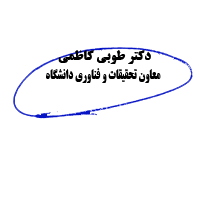 دکتر طوبی کاظمی
معاون تحقیقات و فناوری دانشگاه